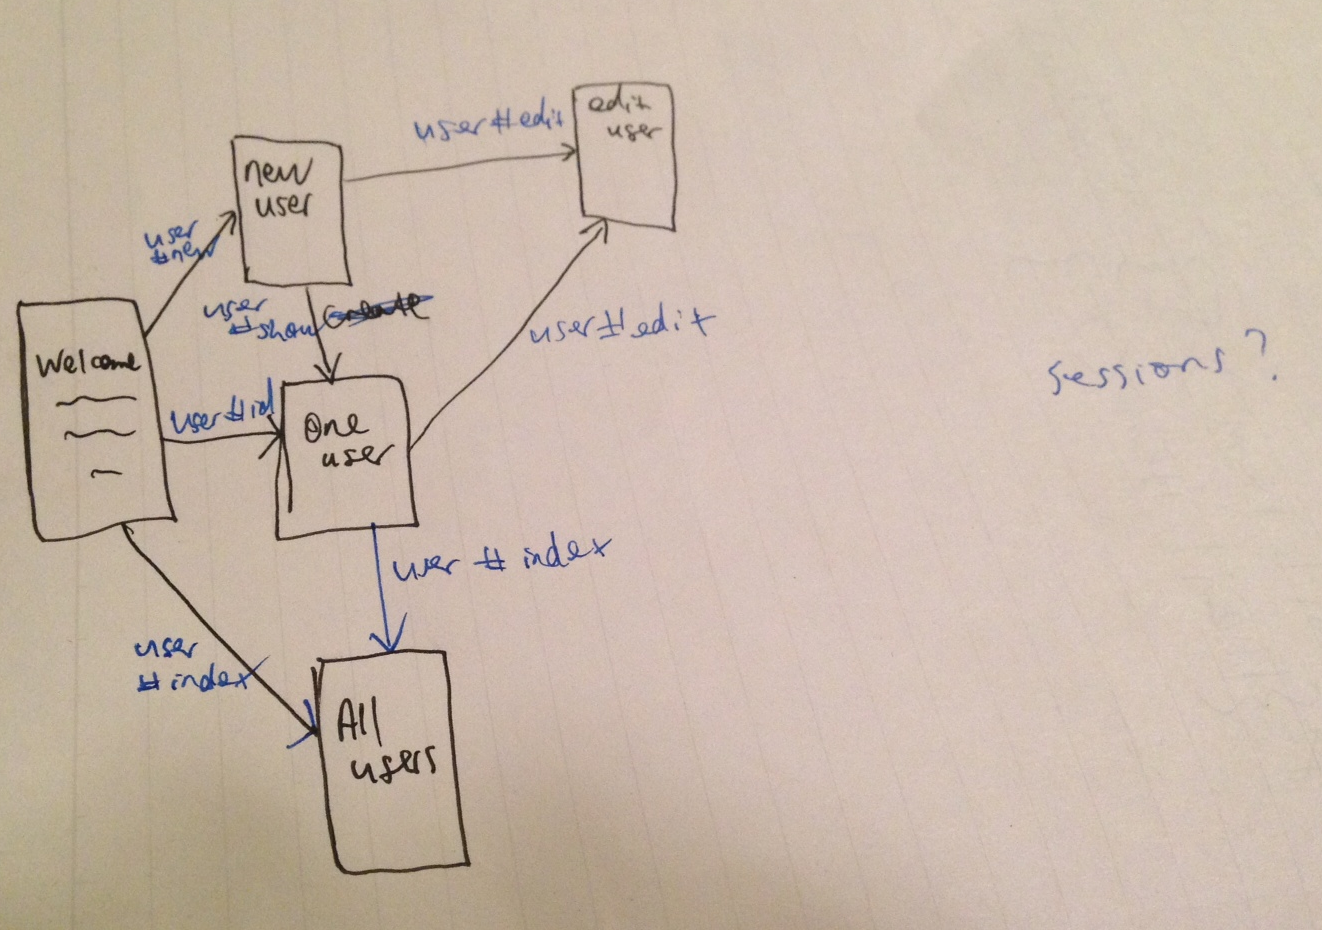 edit
user
user#edit
new
user
user
#new
user
#show
Welcome
user#id
One
user
user#edit
sessions?
user # index
user
# index
All
users